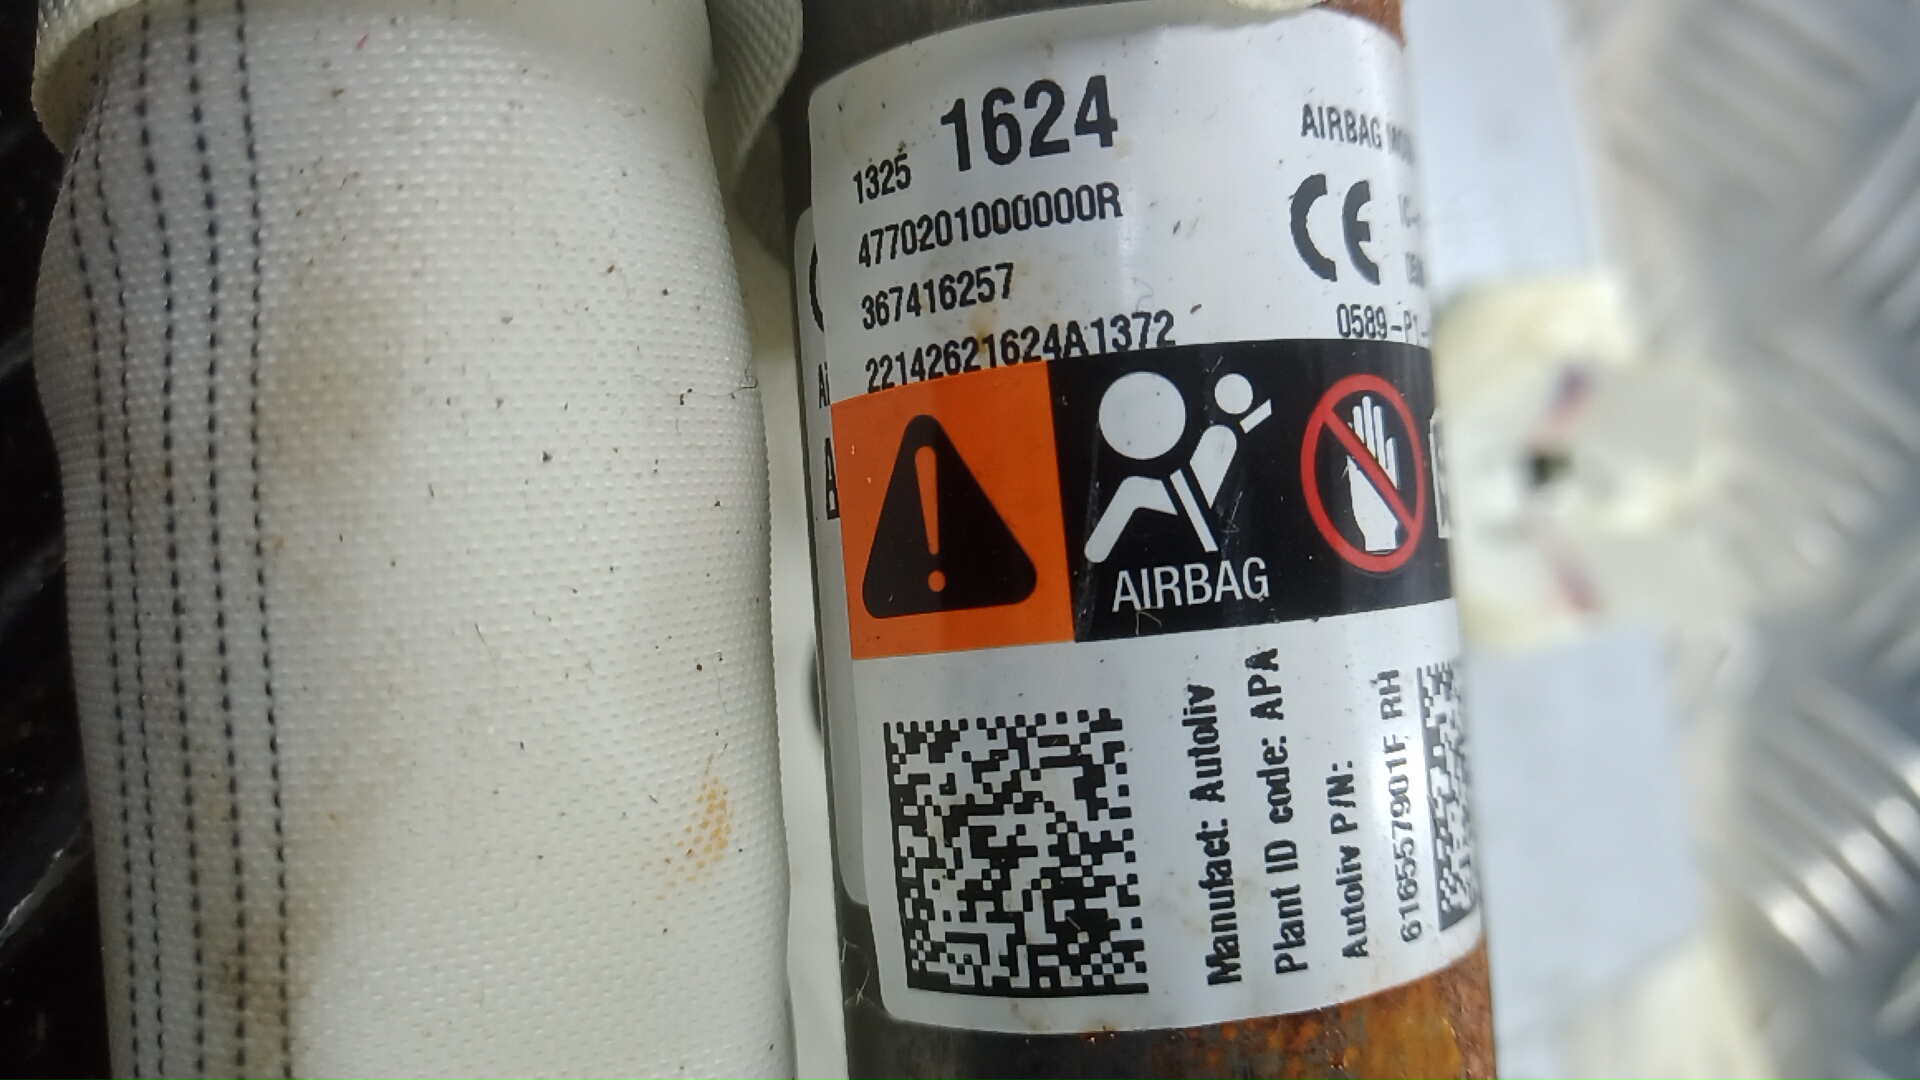 1325 1624
4770201000000R
367416257
22142621624A1372
AIRBAG
CE
0589-P1-
AIRBAG
Manufact: Autoliv
Plant ID code: APA
Autoliv P/N:
616557901F RH